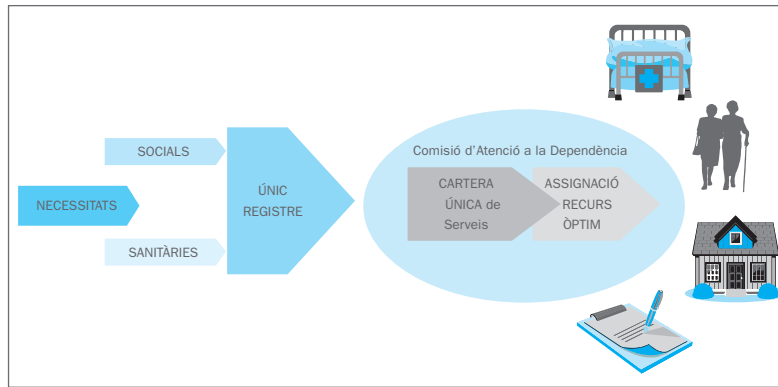 NECESSITATS
SOCIALS
SANITÀRIES
ÚNIC
REGISTRE
Comisió d'Atenció a la Dependència
CARTERA
ÚNICA de
Serveis
ASSIGNACIÓ
RECURS
ÒPTIM